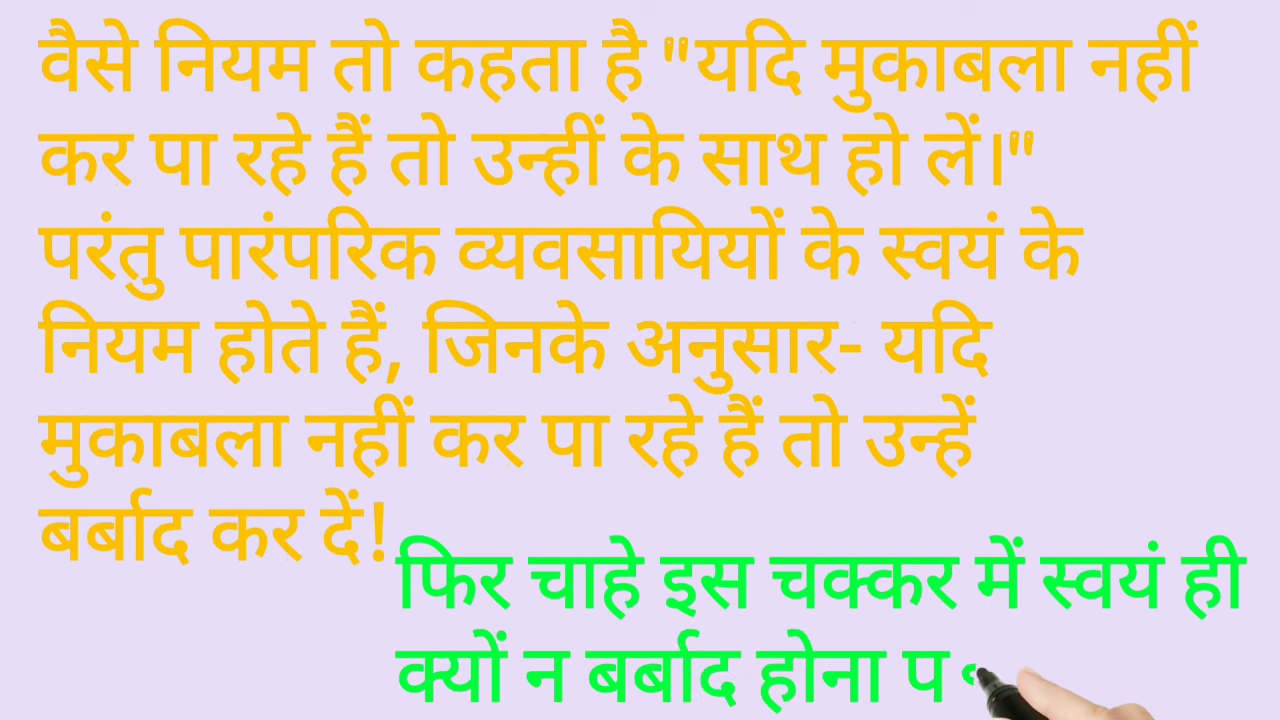 वैसे नियम तो कहता है "यदि मुकाबला नहीं
कर पा रहे हैं तो उन्हीं के साथ हो लें।"
परंतु पारंपरिक व्यवसायियों के स्वयं के
नियम होते हैं, जिनके अनुसार- यदि
मुकाबला नहीं कर पा रहे हैं तो उन्हें
बर्बाद कर दें!
फिर चाहे इस चक्कर में स्वयं ही
क्यों न बर्बाद होना